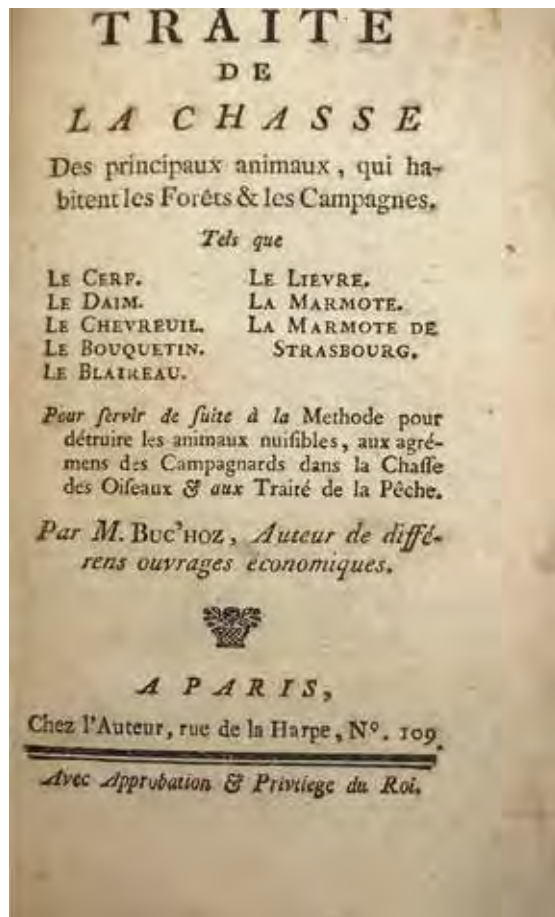 TRAITE
DE
LA CHASSE
Des principaux animaux, qui ha-
bitent les Forêts & les Campagnes.
Tels que
LE CERF.
LE DAIM.
LE CHEVREUIL.
LE BOUQUETIN.
LE BLAIREAU.
LE LIEVRE.
LA MARMOTE.
LA MARMOTE DE
STRASBOURG.
Pour ſervir de ſuite à la Methode pour
détruire les animaux nuiſibles, aux agré-
mens des Campagnards dans la Chaſſe
des Oiſeaux & aux Traité de la Pêche.
Par M. BUC'HOZ, Auteur de diffé-
rens ouvrages économiques.
A PARIS,
Chez l'Auteur, rue de la Harpe, Nº. 109.
Avec Approbation & Privilege du Roi.